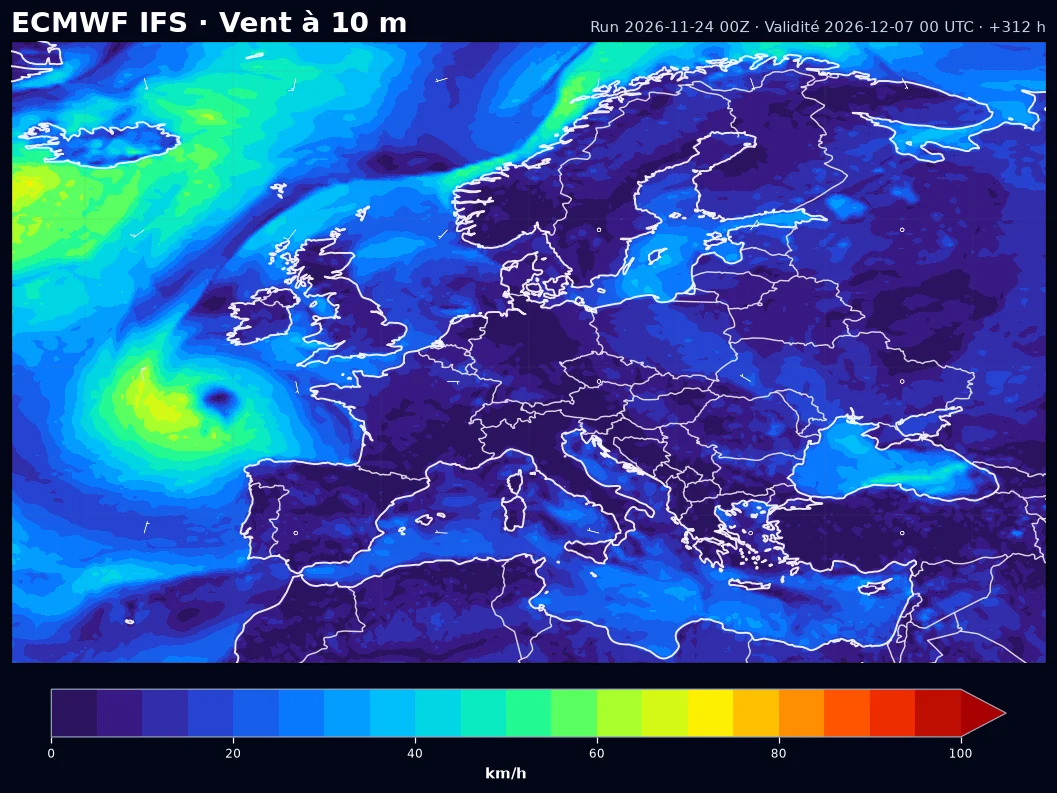 ECMWF IFS · Vent à 10 m
Run 2026-11-24 00Z · Validité 2026-12-07 00 UTC · +312 h
0 20 40 60 80 100
km/h